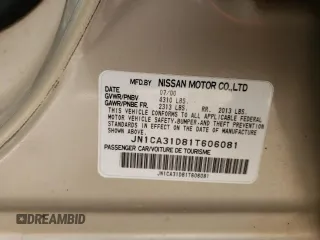 MFD.BY NISSAN MOTOR CO.,LTD
DATE 07/00
GVWR/PNBV 4310 LBS.
GAWR/PNBE FR. 2313 LBS. RR. 2013 LBS.
THIS VEHICLE CONFORMS TO ALL APPLICABLE FEDERAL
MOTOR VEHICLE SAFETY,BUMPER,AND THEFT PREVENTION
STANDARDS IN EFFECT ON THE DATE OF
MANUFACTURE SHOWN ABOVE.
JN1CA31D81T606081
PASSENGER CAR/VOITURE DE TOURISME
JN1CA31D81T606081
DREAMBID